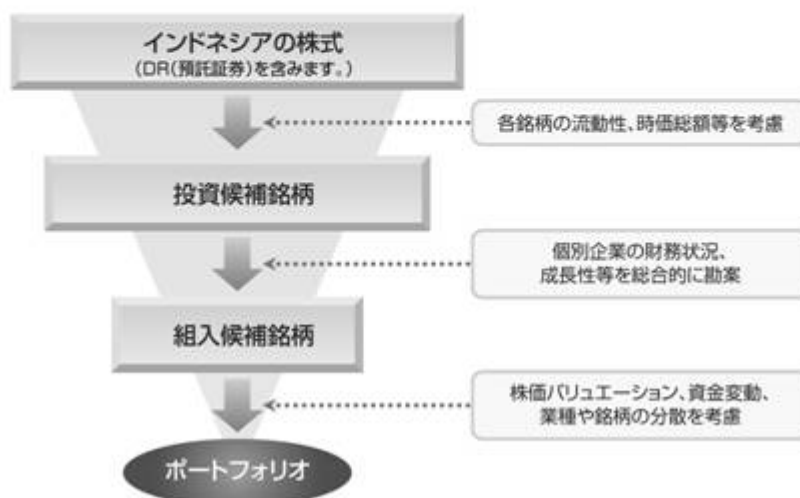 インドネシアの株式
(DR(預託証券)を含みます。)
各銘柄の流動性、時価総額等を考慮
投資候補銘柄
個別企業の財務状況、
成長性等を総合的に勘案
組入候補銘柄
株価バリュエーション、資金変動、
業種や銘柄の分散を考慮
ポートフォリオ